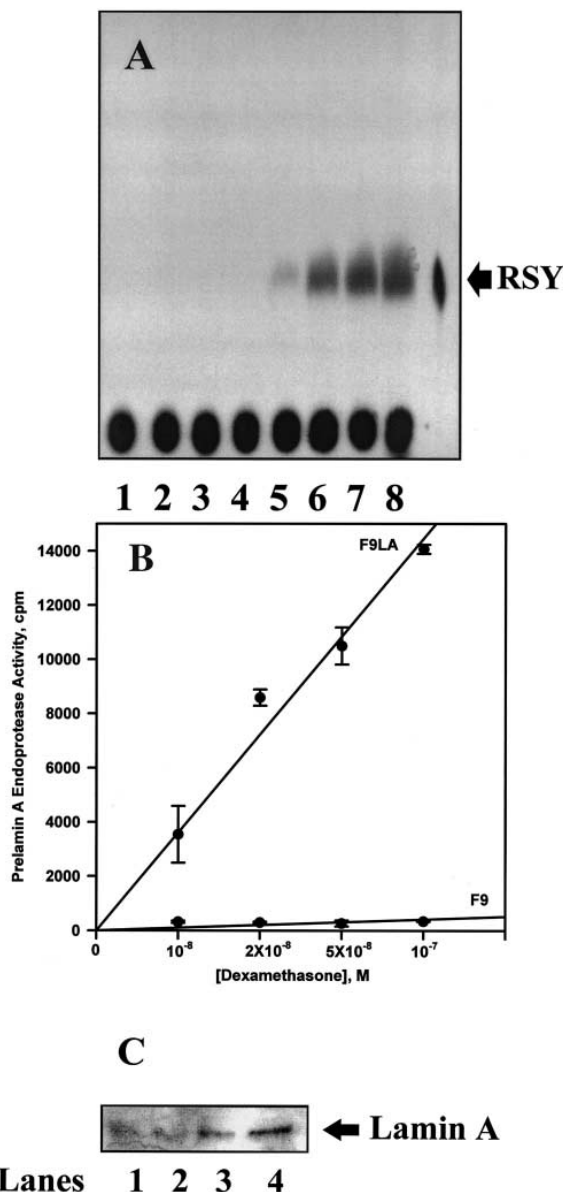 A
RSY
1 2 3 4 5 6 7 8
B
F9LA
14000
12000
10000
8000
6000
4000
2000
0
Prelamin A Endoprotease Activity, cpm
F9
0 10⁻⁸ 2X10⁻⁸ 5X10⁻⁸ 10⁻⁷
[Dexamethasone], M
C
Lamin A
Lanes 1 2 3 4